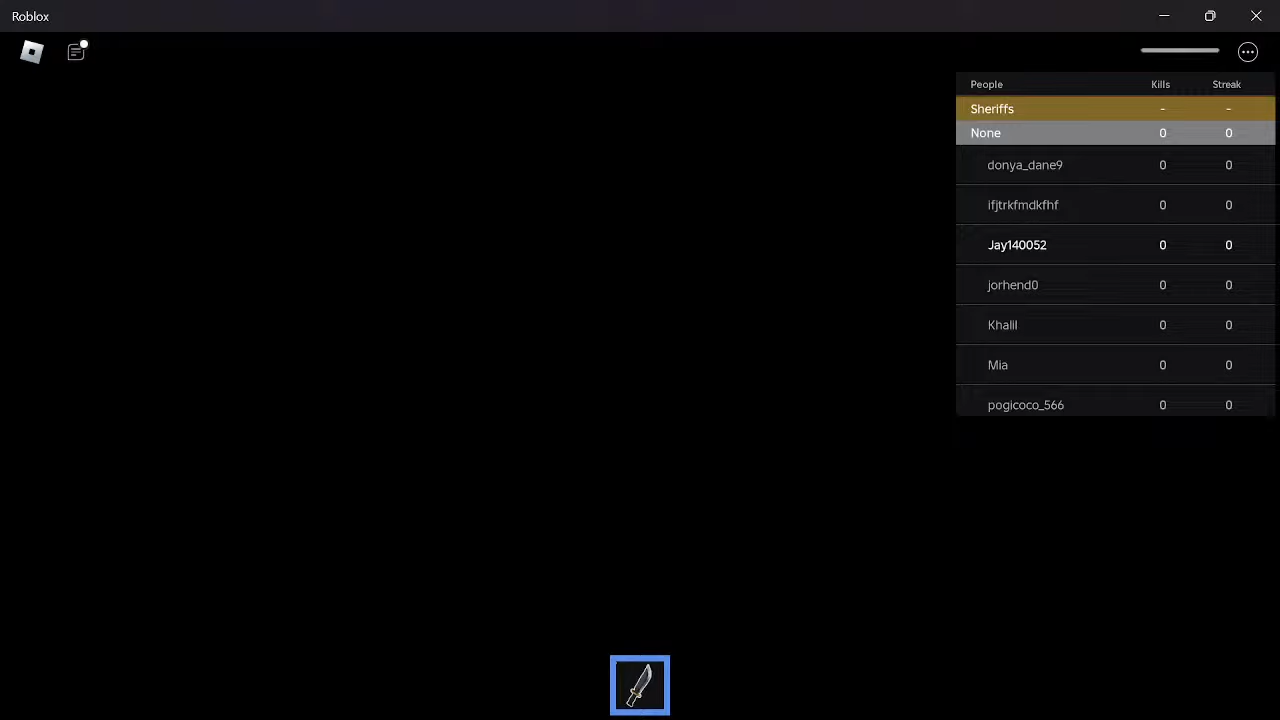 Roblox
People Kills Streak
Sheriffs - -
None 0 0
donya_dane9 0 0
ifjtrkfmdkfhf 0 0
Jay140052 0 0
jorhend0 0 0
Khalil 0 0
Mia 0 0
pogicoco_566 0 0